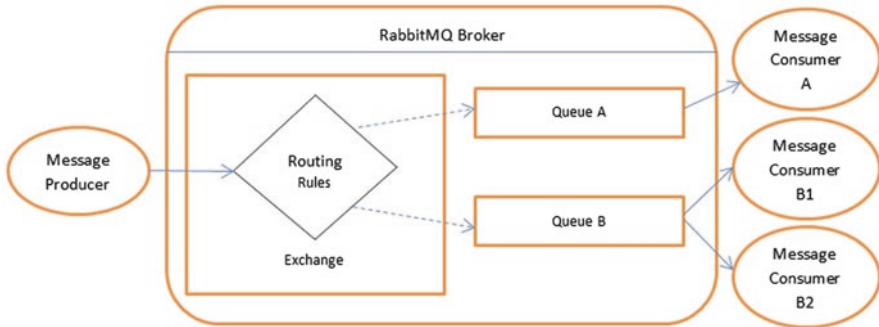 RabbitMQ Broker
Message
Producer
Routing
Rules
Exchange
Queue A
Queue B
Message
Consumer
A
Message
Consumer
B1
Message
Consumer
B2